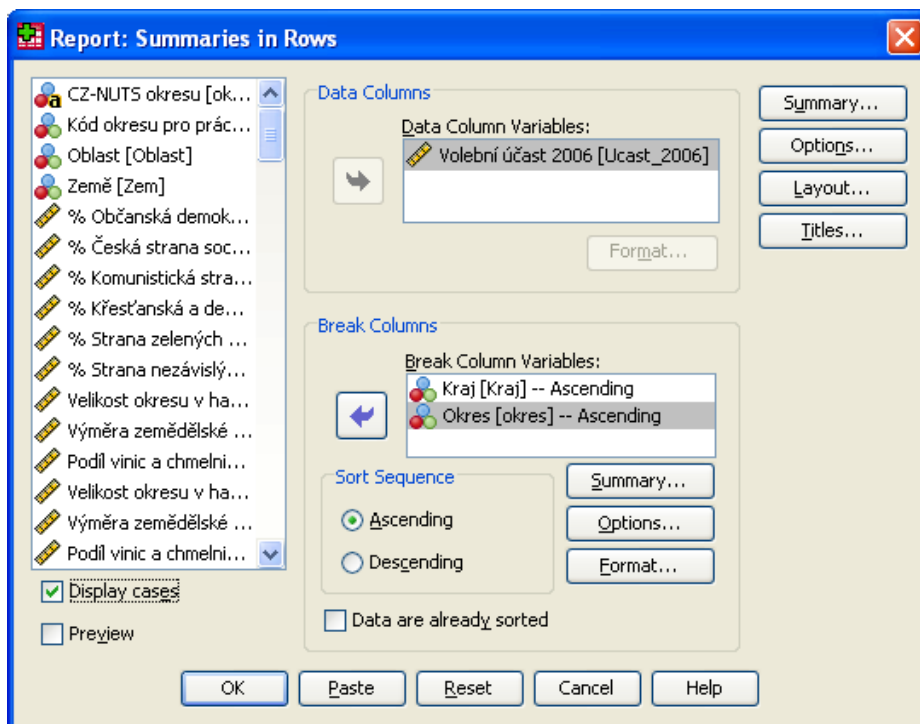 Report: Summaries in Rows
CZ-NUTS okresu [ok...
Kód okresu pro prác...
Oblast [Oblast]
Země [Zem]
% Občanská demok...
% Česká strana soc...
% Komunistická stra...
% Křesťanská a de...
% Strana zelených ...
% Strana nezávislý...
Velikost okresu v ha...
Výměra zemědělské ...
Podíl vinic a chmelni...
Velikost okresu v ha...
Výměra zemědělské ...
Podíl vinic a chmelni...
Display cases
Preview
Data Columns
Data Column Variables:
Volební účast 2006 [Ucast_2006]
Format...
Break Columns
Break Column Variables:
Kraj [Kraj] -- Ascending
Okres [okres] -- Ascending
Sort Sequence
Ascending
Descending
Summary...
Options...
Format...
Data are already sorted
Summary...
Options...
Layout...
Titles...
OK
Paste
Reset
Cancel
Help